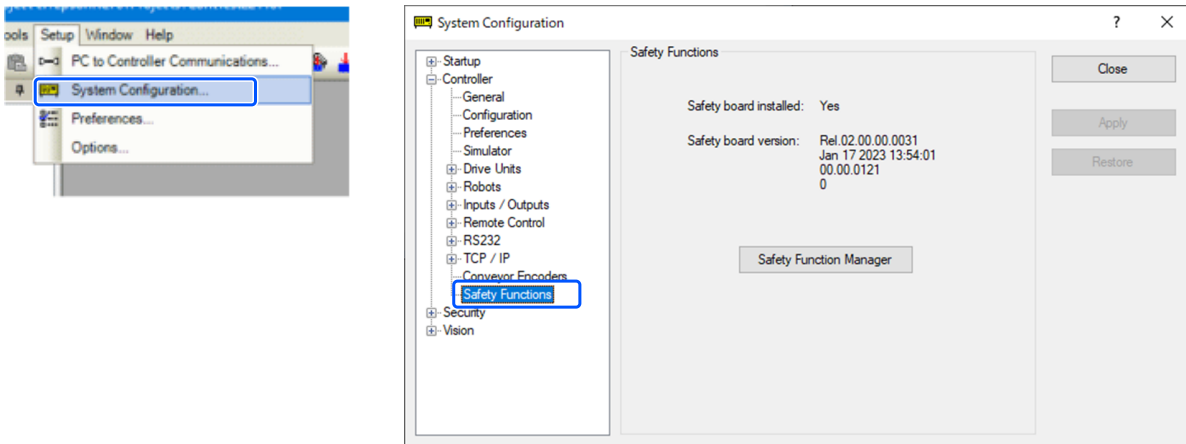 ools Setup Window Help
PC to Controller Communications...
System Configuration...
Preferences...
Options...
System Configuration
?
Startup
Controller
General
Configuration
Preferences
Simulator
Drive Units
Robots
Inputs / Outputs
Remote Control
RS232
TCP / IP
Conveyor Encoders
Safety Functions
Security
Vision
Safety Functions
Safety board installed: Yes
Safety board version: Rel.02.00.00.0031
Jan 17 2023 13:54:01
00.00.0121
0
Safety Function Manager
Close
Apply
Restore